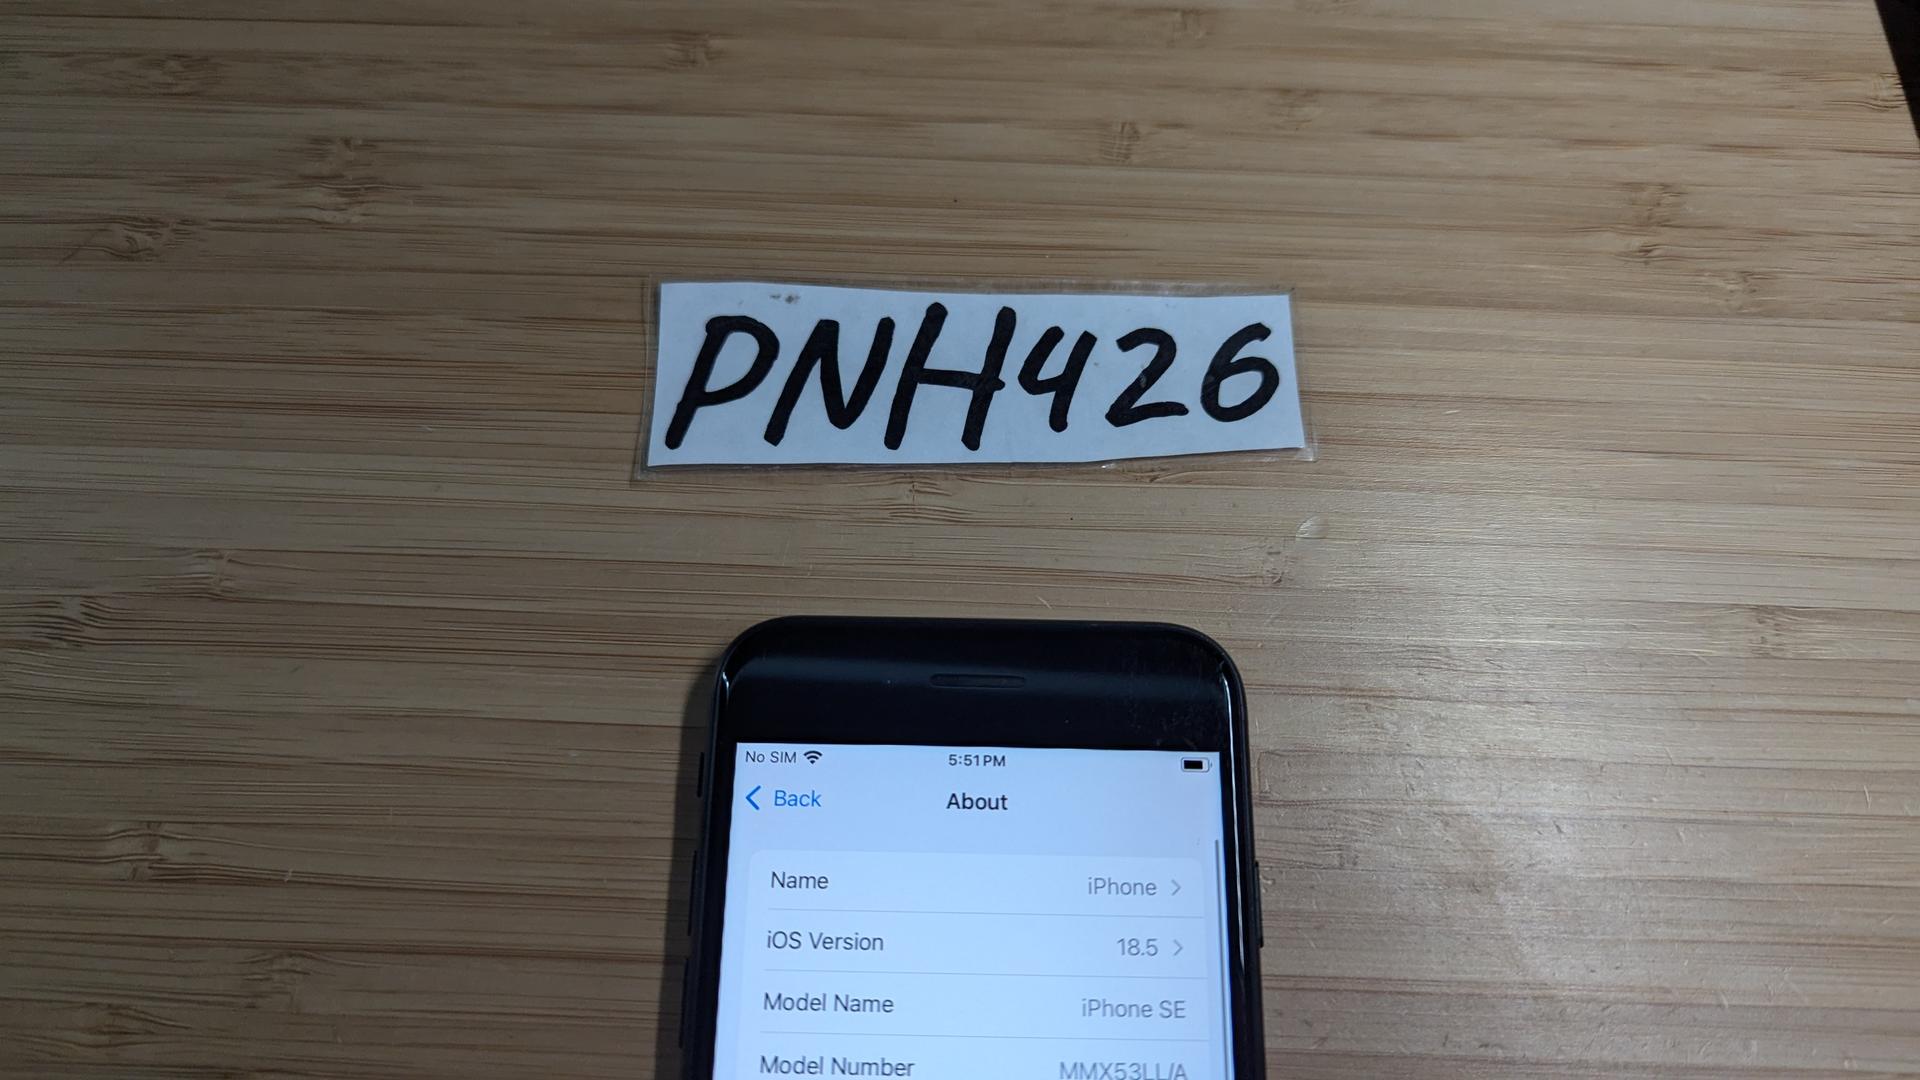 PNH426
No SIM 5:51 PM
Back About
Name iPhone
iOS Version 18.5
Model Name iPhone SE
Model Number MMX53LL/A